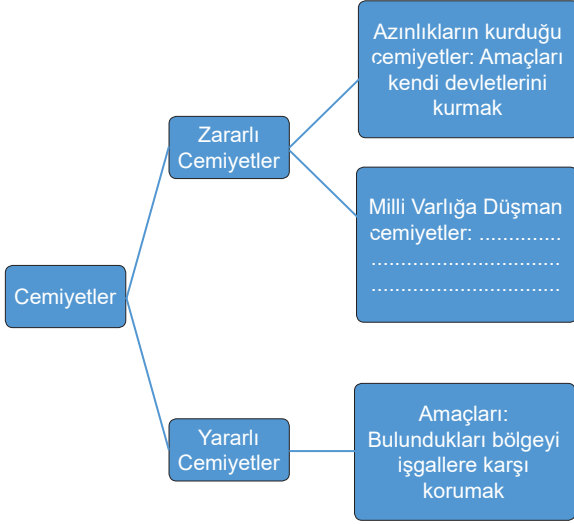 Azınlıkların kurduğu
cemiyetler: Amaçları
kendi devletlerini
kurmak
Zararlı
Cemiyetler
Milli Varlığa Düşman
cemiyetler: ..............
................................
................................
Cemiyetler
Yararlı
Cemiyetler
Amaçları:
Bulundukları bölgeyi
işgallere karşı
korumak